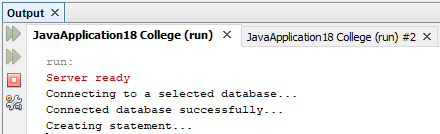 Output ×
JavaApplication18 College (run) × JavaApplication18 College (run) #2 ×
run:
Server ready
Connecting to a selected database...
Connected database successfully...
Creating statement...